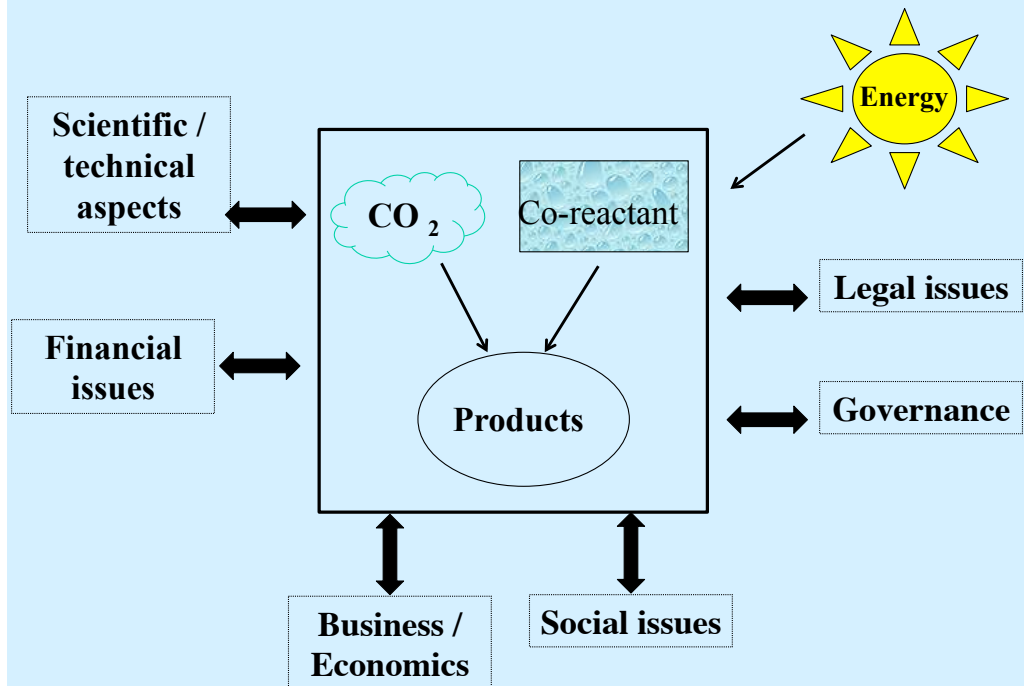 Energy
Scientific /
technical
aspects
CO 2
Co-reactant
Legal issues
Financial
issues
Products
Governance
Business /
Economics
Social issues